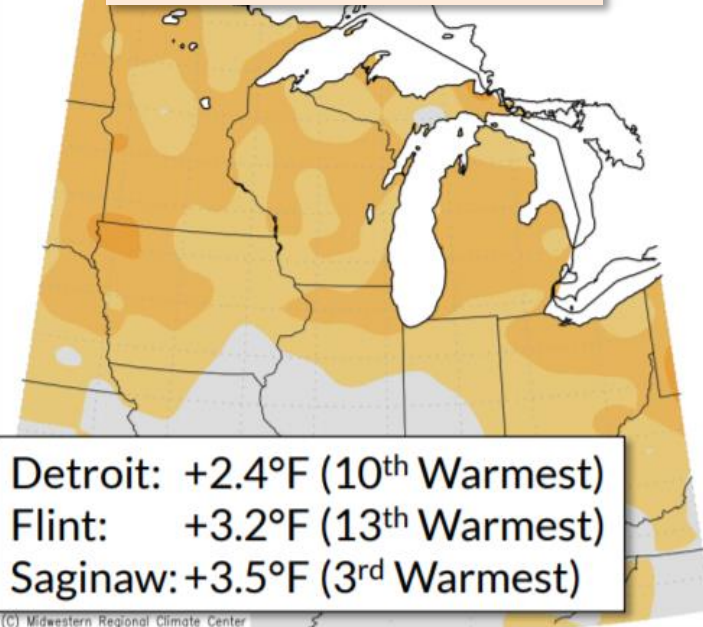 Detroit: +2.4°F (10th Warmest)
Flint: +3.2°F (13th Warmest)
Saginaw: +3.5°F (3rd Warmest)
(C) Midwestern Regional Climate Center